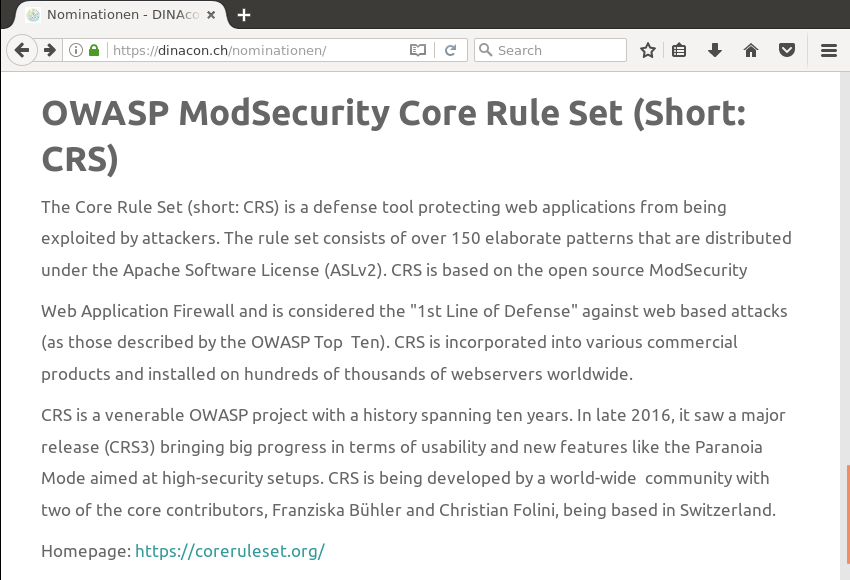 Nominationen - DINAco
https://dinacon.ch/nominationen/
Search
OWASP ModSecurity Core Rule Set (Short:
CRS)
The Core Rule Set (short: CRS) is a defense tool protecting web applications from being
exploited by attackers. The rule set consists of over 150 elaborate patterns that are distributed
under the Apache Software License (ASLv2). CRS is based on the open source ModSecurity
Web Application Firewall and is considered the "1st Line of Defense" against web based attacks
(as those described by the OWASP Top  Ten). CRS is incorporated into various commercial
products and installed on hundreds of thousands of webservers worldwide.
CRS is a venerable OWASP project with a history spanning ten years. In late 2016, it saw a major
release (CRS3) bringing big progress in terms of usability and new features like the Paranoia
Mode aimed at high-security setups. CRS is being developed by a world-wide  community with
two of the core contributors, Franziska Bühler and Christian Folini, being based in Switzerland.
Homepage: https://coreruleset.org/